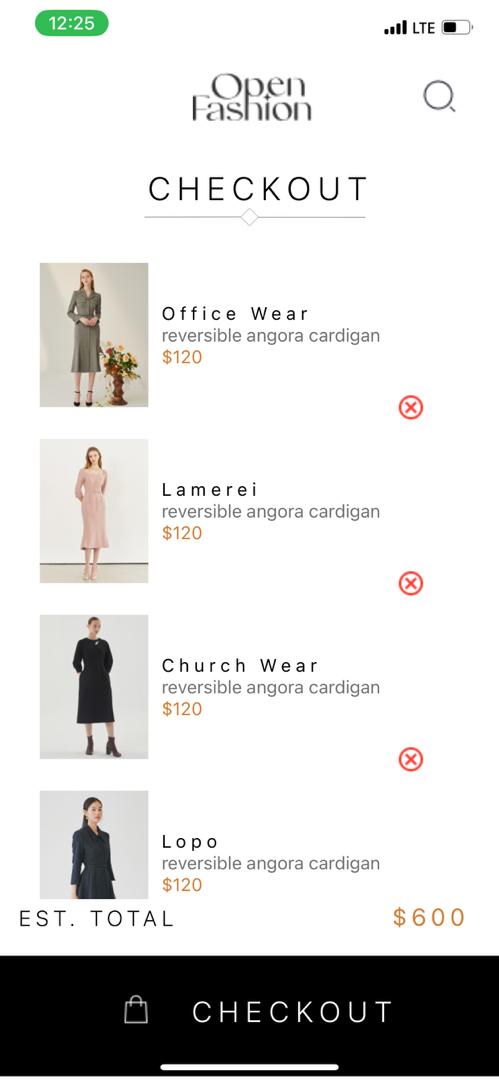 12:25
LTE
Open
Fashion
CHECKOUT
Office Wear
reversible angora cardigan
$120
Lamerei
reversible angora cardigan
$120
Church Wear
reversible angora cardigan
$120
Lopo
reversible angora cardigan
$120
EST. TOTAL $600
CHECKOUT